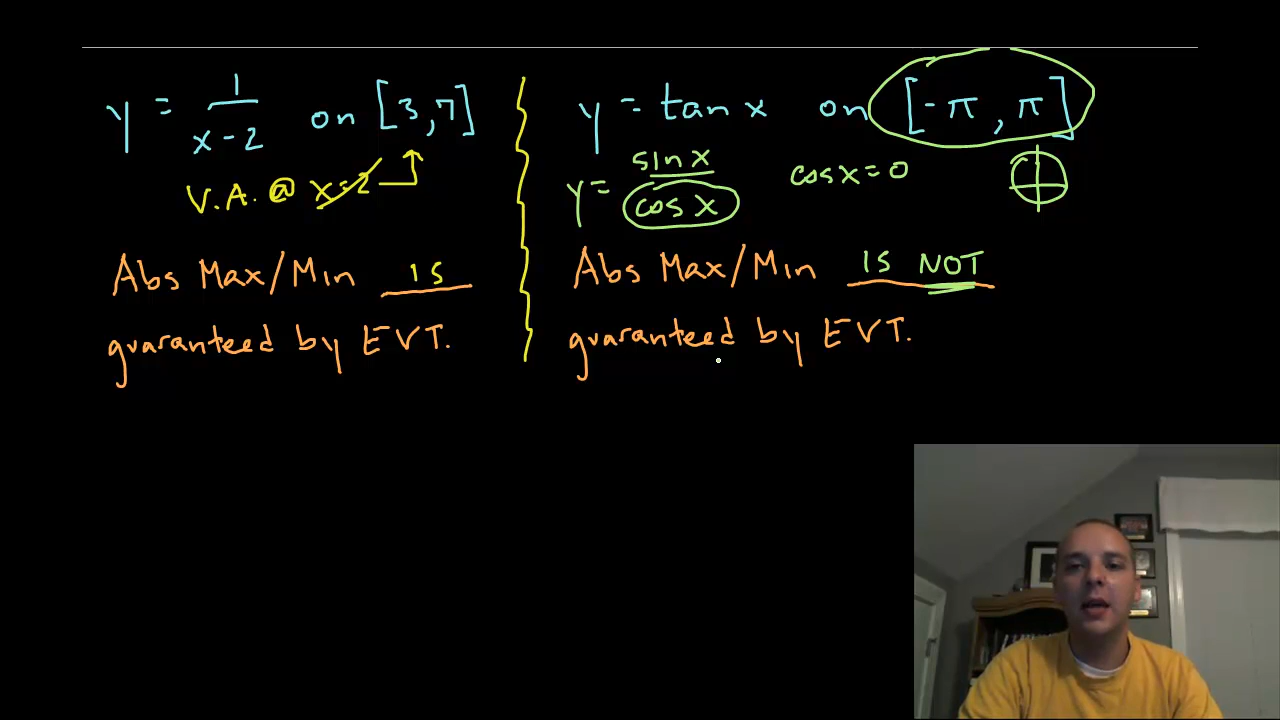 y = 1/(x-2) on [3,7]
V.A. @ x=2
Abs Max/Min IS
guaranteed by EVT.
y = tan x on [-π, π]
y = sin x / cos x cos x = 0
Abs Max/Min IS NOT
guaranteed by EVT.